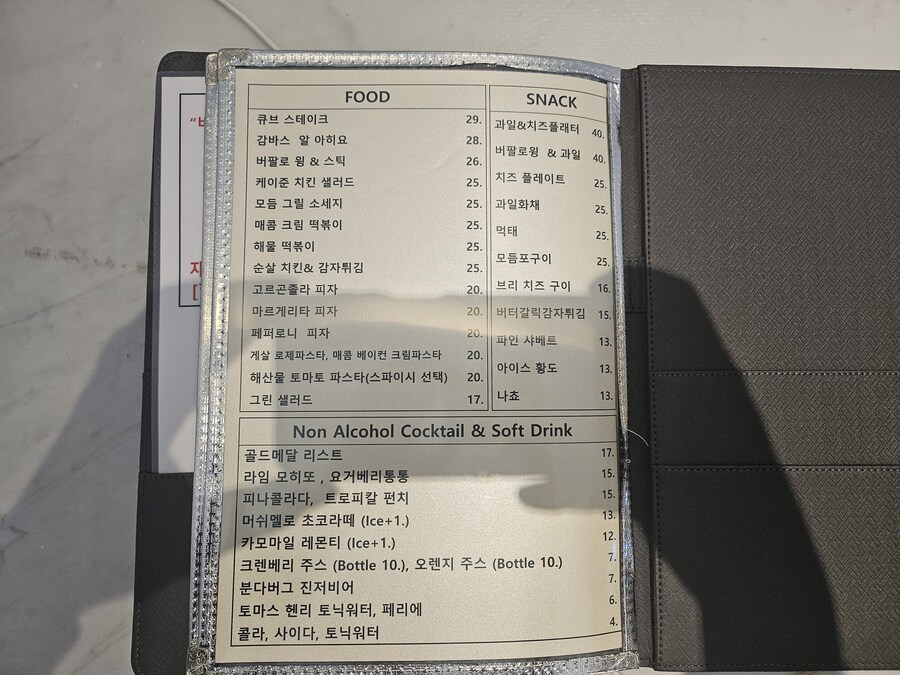 FOOD
큐브 스테이크 29.
감바스 알 아히요 28.
버팔로 윙 & 스틱 26.
케이준 치킨 샐러드 25.
모듬 그릴 소세지 25.
매콤 크림 떡볶이 25.
해물 떡볶이 25.
순살 치킨& 감자튀김 25.
고르곤졸라 피자 20.
마르게리타 피자 20.
페퍼로니 피자 20.
게살 로제파스타, 매콤 베이컨 크림파스타 20.
해산물 토마토 파스타(스파이시 선택) 20.
그린 샐러드 17.
SNACK
과일&치즈플래터 40.
버팔로윙 & 과일 40.
치즈 플레이트 25.
과일화채 25.
먹태 25.
모듬포구이 25.
브리 치즈 구이 16.
버터갈릭감자튀김 15.
파인 샤베트 13.
아이스 황도 13.
나쵸 13.
Non Alcohol Cocktail & Soft Drink
골드메달 리스트 17.
라임 모히또 , 요거베리통통 15.
피나콜라다, 트로피칼 펀치 15.
머쉬멜로 초코라떼 (Ice+1.) 13.
카모마일 레몬티 (Ice+1.) 12.
크렌베리 주스 (Bottle 10.), 오렌지 주스 (Bottle 10.) 7.
분다버그 진저비어 7.
토마스 헨리 토닉워터, 페리에 6.
콜라, 사이다, 토닉워터 4.